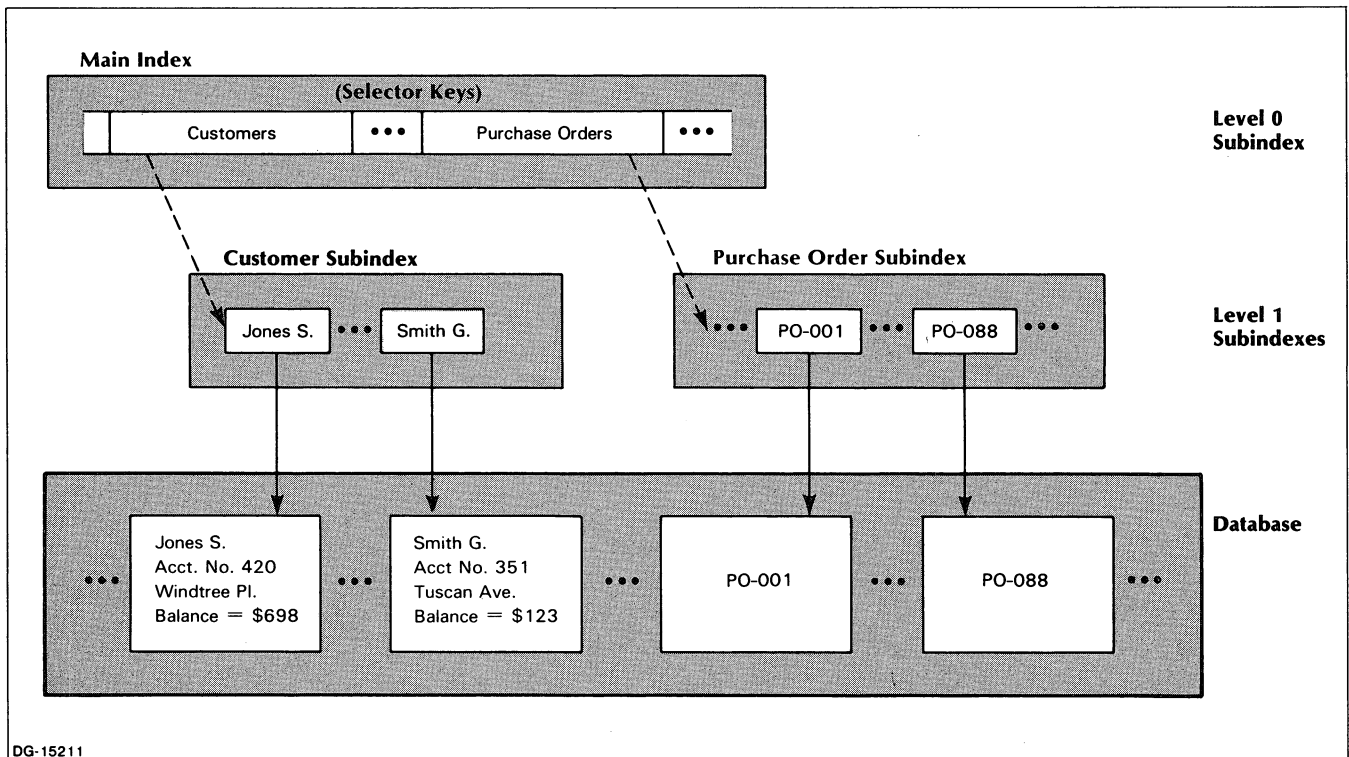 Main Index
(Selector Keys)
Customers ••• Purchase Orders •••
Level 0
Subindex
Customer Subindex
Purchase Order Subindex
Jones S. ••• Smith G.
••• PO-001 ••• PO-088 •••
Level 1
Subindexes
Database
•••
Jones S.
Acct. No. 420
Windtree Pl.
Balance = $698
•••
Smith G.
Acct No. 351
Tuscan Ave.
Balance = $123
•••
PO-001
•••
PO-088
•••
DG-15211